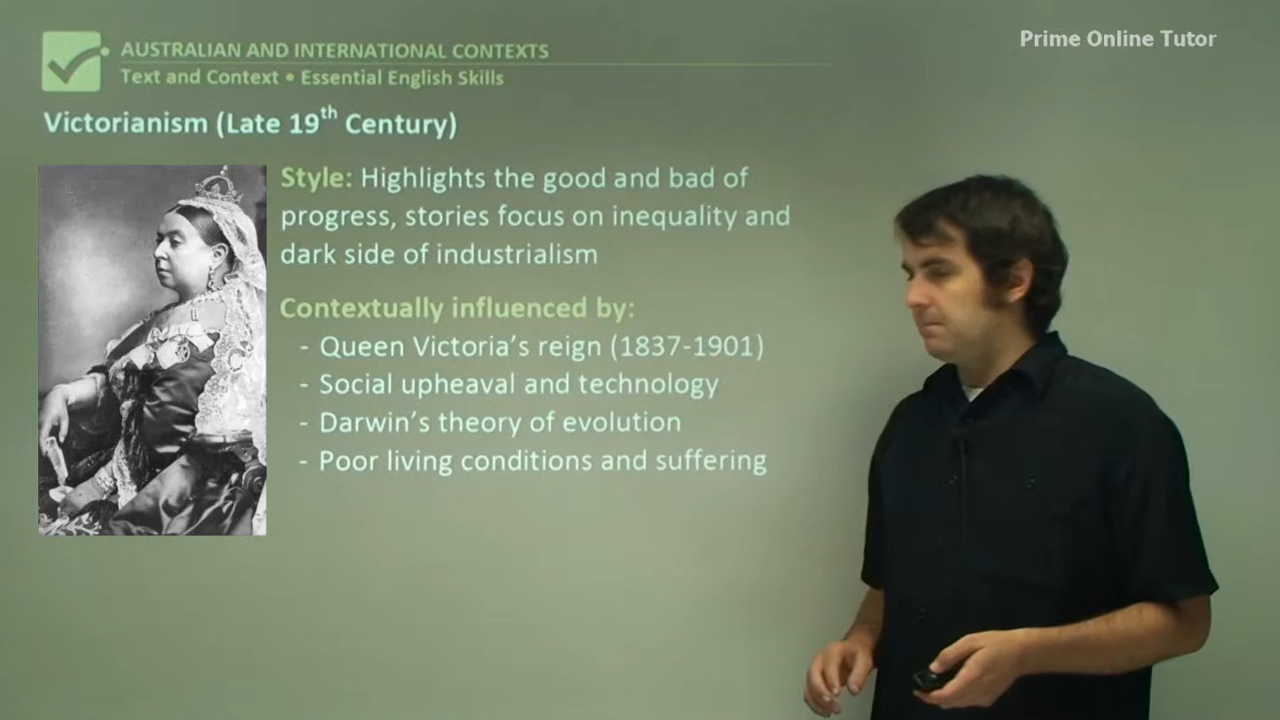 AUSTRALIAN AND INTERNATIONAL CONTEXTS
Text and Context • Essential English Skills
Prime Online Tutor
Victorianism (Late 19th Century)
Style: Highlights the good and bad of
progress, stories focus on inequality and
dark side of industrialism
Contextually influenced by:
- Queen Victoria's reign (1837-1901)
- Social upheaval and technology
- Darwin's theory of evolution
- Poor living conditions and suffering